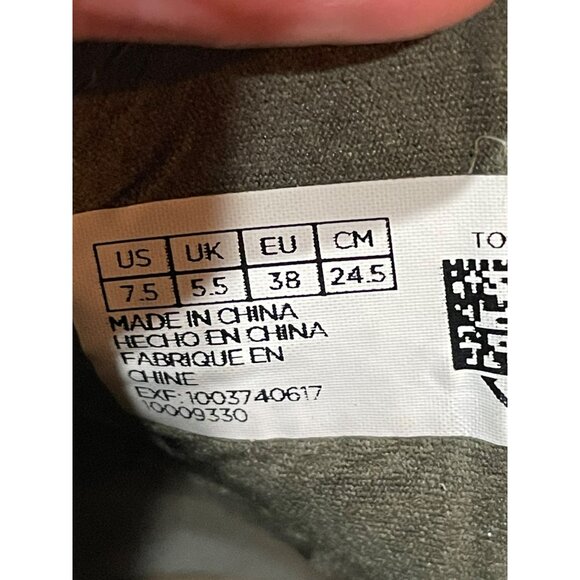 US UK EU CM
7.5 5.5 38 24.5
TO
MADE IN CHINA
HECHO EN CHINA
FABRIQUE EN
CHINE
EXF:1003740617
10009330